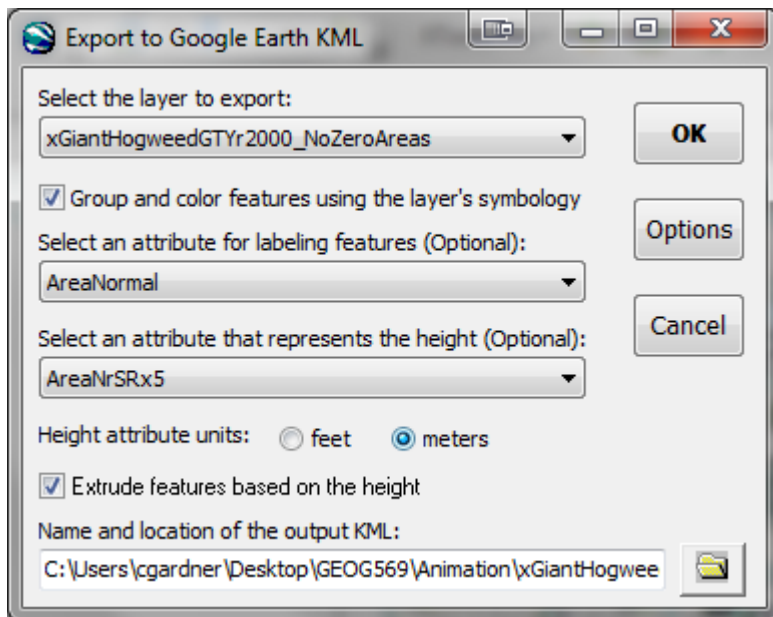 Export to Google Earth KML
Select the layer to export:
xGiantHogweedGTYr2000_NoZeroAreas
OK
Group and color features using the layer's symbology
Options
Select an attribute for labeling features (Optional):
AreaNormal
Cancel
Select an attribute that represents the height (Optional):
AreaNrSRx5
Height attribute units: feet meters
Extrude features based on the height
Name and location of the output KML:
C:\Users\cgardner\Desktop\GEOG569\Animation\xGiantHogwee